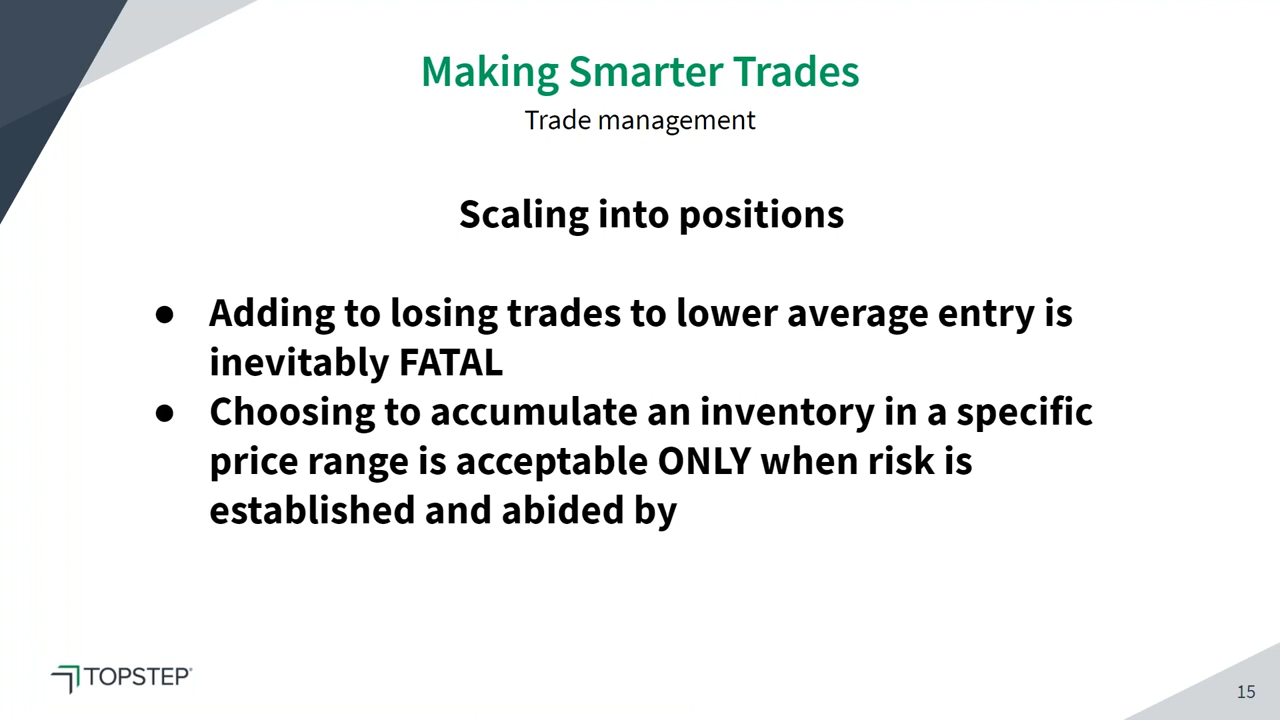 Making Smarter Trades
Trade management
Scaling into positions
● Adding to losing trades to lower average entry is
inevitably FATAL
● Choosing to accumulate an inventory in a specific
price range is acceptable ONLY when risk is
established and abided by
TOPSTEP®
15